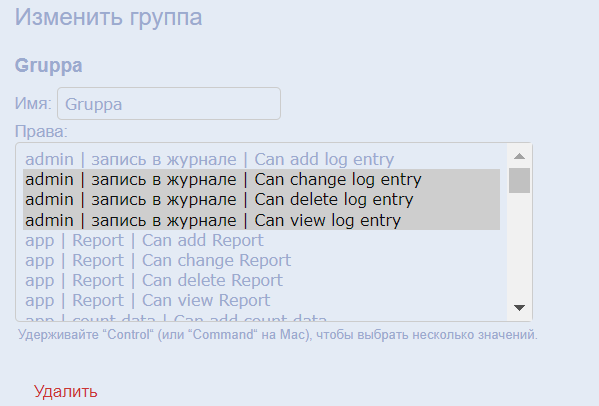 Изменить группа
Gruppa
Имя: Gruppa
Права:
admin | запись в журнале | Can add log entry
admin | запись в журнале | Can change log entry
admin | запись в журнале | Can delete log entry
admin | запись в журнале | Can view log entry
app | Report | Can add Report
app | Report | Can change Report
app | Report | Can delete Report
app | Report | Can view Report
app | count data | Can add count data
Удерживайте “Control“ (или “Command“ на Mac), чтобы выбрать несколько значений.
Удалить